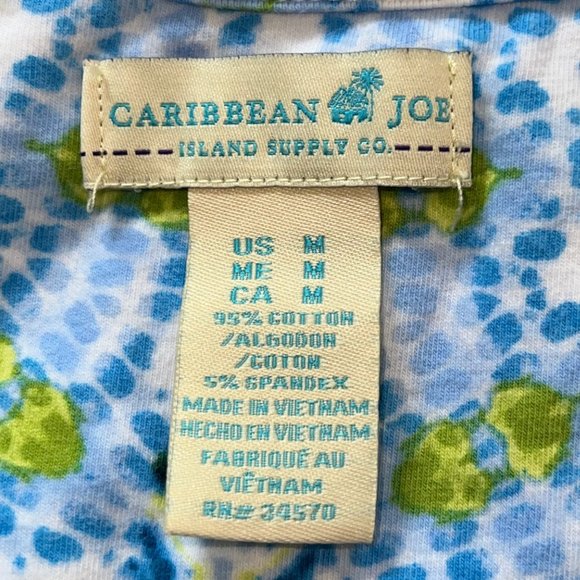 CARIBBEAN JOE
ISLAND SUPPLY CO.
US M
ME M
CA M
95% COTTON
/ALGODON
/COTON
5% SPANDEX
MADE IN VIETNAM
HECHO EN VIETNAM
FABRIQUÉ AU
VIETNAM
RN# 34570